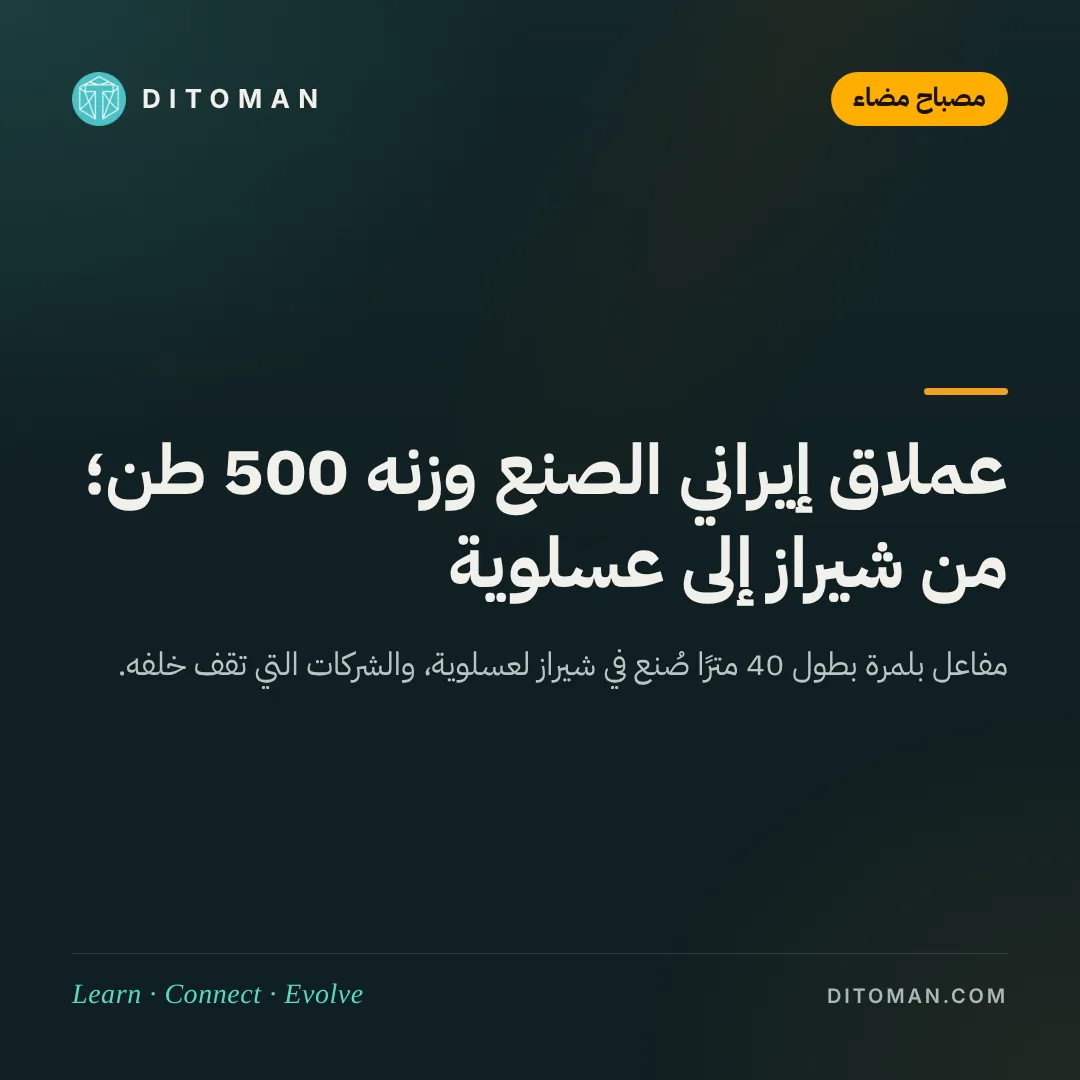 DITOMAN
مصباح مضاء
عملاق إيراني الصنع وزنه 500 طن؛
من شيراز إلى عسلوية
مفاعل بلمرة بطول 40 مترًا صُنع في شيراز لعسلوية، والشركات التي تقف خلفه.
Learn · Connect · Evolve
DITOMAN.COM